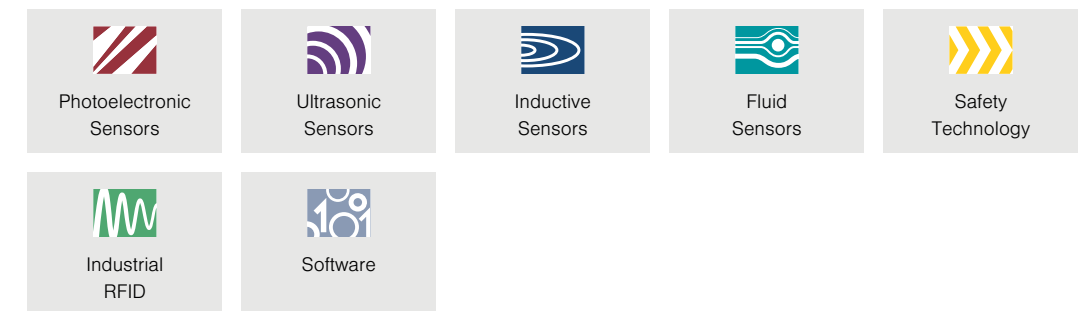 Photoelectronic
Sensors
Ultrasonic
Sensors
Inductive
Sensors
Fluid
Sensors
Safety
Technology
Industrial
RFID
Software